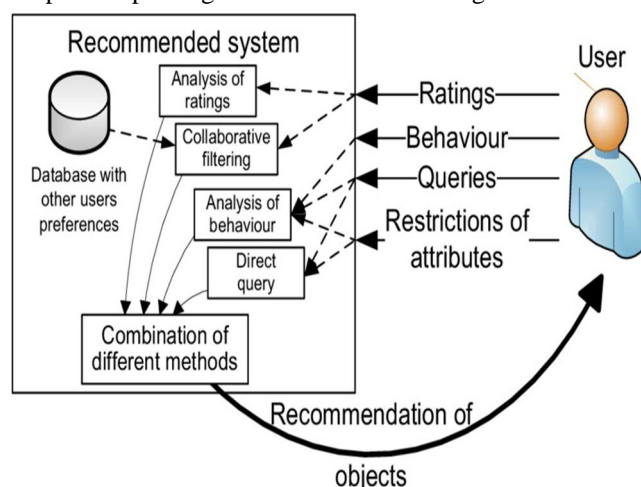 Recommended system
Analysis of
ratings
Collaborative
filtering
Database with
other users
preferences
Analysis of
behaviour
Direct
query
Combination of
different methods
User
Ratings
Behaviour
Queries
Restrictions of
attributes
Recommendation of
objects